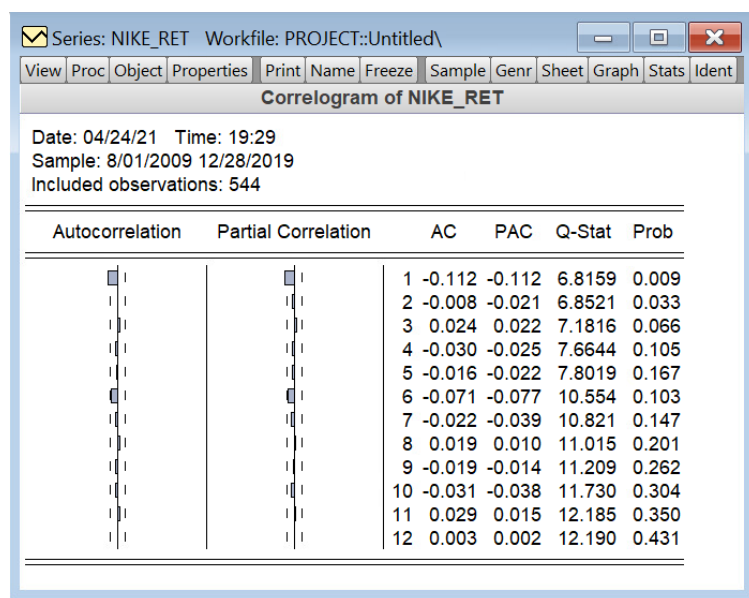 Series: NIKE_RET Workfile: PROJECT::Untitled\
View Proc Object Properties Print Name Freeze Sample Genr Sheet Graph Stats Ident
Correlogram of NIKE_RET
Date: 04/24/21 Time: 19:29
Sample: 8/01/2009 12/28/2019
Included observations: 544
Autocorrelation Partial Correlation AC PAC Q-Stat Prob
1 -0.112 -0.112 6.8159 0.009
2 -0.008 -0.021 6.8521 0.033
3 0.024 0.022 7.1816 0.066
4 -0.030 -0.025 7.6644 0.105
5 -0.016 -0.022 7.8019 0.167
6 -0.071 -0.077 10.554 0.103
7 -0.022 -0.039 10.821 0.147
8 0.019 0.010 11.015 0.201
9 -0.019 -0.014 11.209 0.262
10 -0.031 -0.038 11.730 0.304
11 0.029 0.015 12.185 0.350
12 0.003 0.002 12.190 0.431